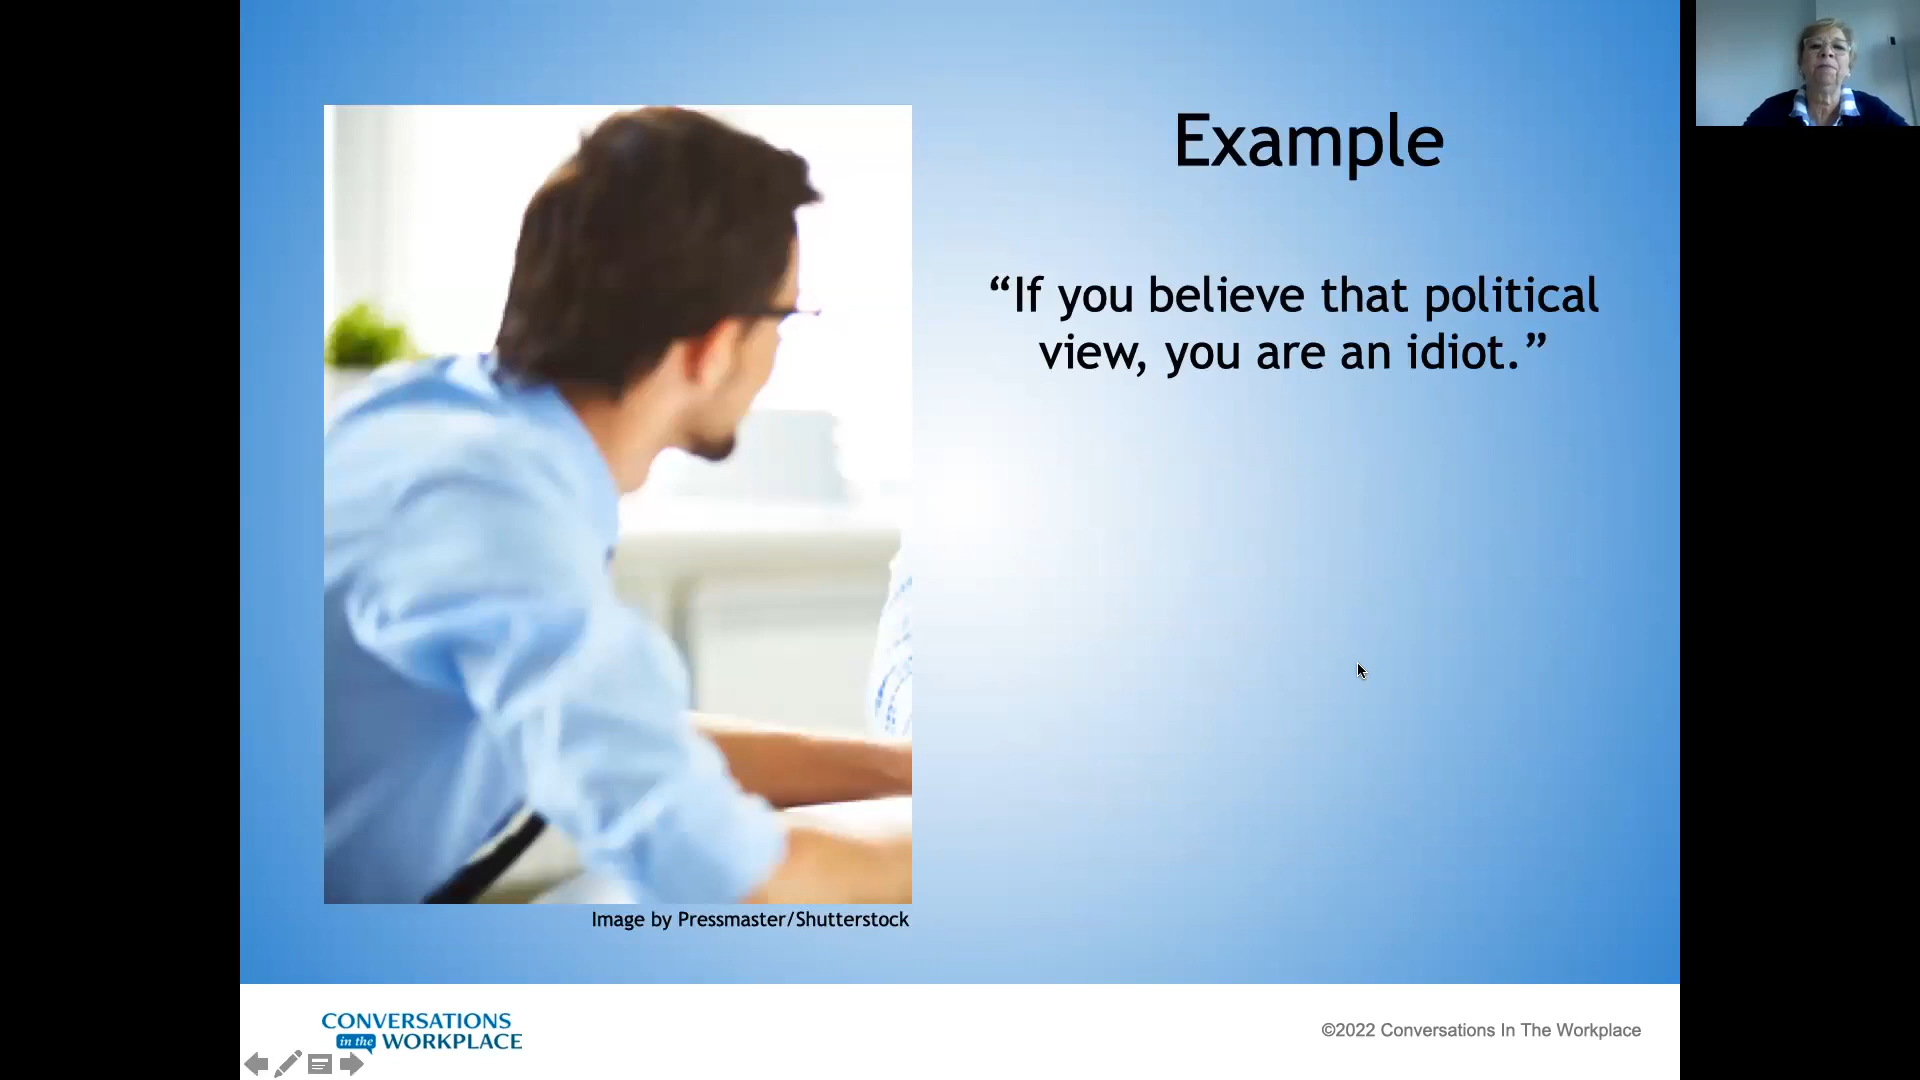 Example
“If you believe that political
view, you are an idiot.”
Image by Pressmaster/Shutterstock
CONVERSATIONS
in the WORKPLACE
©2022 Conversations In The Workplace